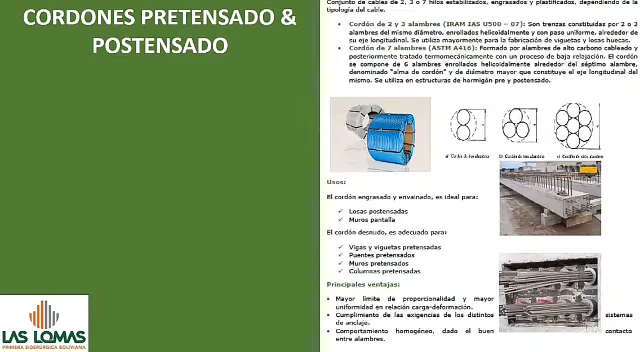 CORDONES PRETENSADO &
POSTENSADO
LAS LOMAS
PRIMERA SIDERÚRGICA BOLIVIANA
Conjunto de cables de 2, 3 o 7 hilos estabilizados, engrasados y plastificados, dependiendo de la
tipología del cable.
• Cordón de 2 y 3 alambres (IRAM IAS U500 – 07): Son trenzas constituidas por 2 o 3
alambres del mismo diámetro, enrollados helicoidalmente y con paso uniforme, alrededor de
su eje longitudinal. Se utiliza mayormente para la fabricación de viguetas y losas huecas.
• Cordón de 7 alambres (ASTM A416): Formado por alambres de alto carbono cableado y
posteriormente tratado termomecánicamente con un proceso de baja relajación. El cordón
se compone de 6 alambres enrollados helicoidalmente alrededor del séptimo alambre,
denominado "alma de cordón" y de diámetro mayor que constituye el eje longitudinal del
mismo. Se utiliza en estructuras de hormigón pre y postensado.
Usos:
El cordón engrasado y envainado, es ideal para:
✓ Losas postensadas
✓ Muros pantalla
El cordón desnudo, es adecuado para:
✓ Vigas y viguetas pretensadas
✓ Puentes pretensados
✓ Muros pretensados
✓ Columnas pretensadas
Principales ventajas:
• Mayor límite de proporcionalidad y mayor
uniformidad en relación carga-deformación.
• Cumplimiento de las exigencias de los distintos sistemas
de anclaje.
• Comportamiento homogéneo, dado el buen contacto
entre alambres.